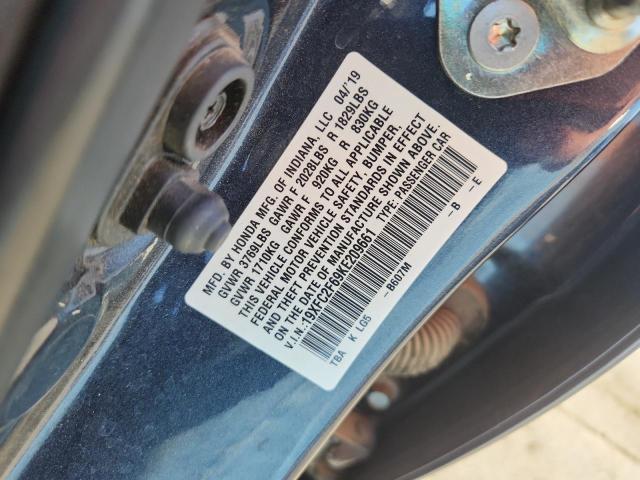 MFD. BY HONDA MFG. OF INDIANA, LLC 04/'19
GVWR 3769LBS GAWR F 2028LBS R 1829LBS
GVWR 1710KG GAWR F 920KG R 830KG
THIS VEHICLE CONFORMS TO ALL APPLICABLE
FEDERAL MOTOR VEHICLE SAFETY, BUMPER,
AND THEFT PREVENTION STANDARDS IN EFFECT
ON THE DATE OF MANUFACTURE SHOWN ABOVE.
V.I.N.: 19XFC2F69KE209661 TYPE: PASSENGER CAR
TBA K LG5 -B607M -B -E